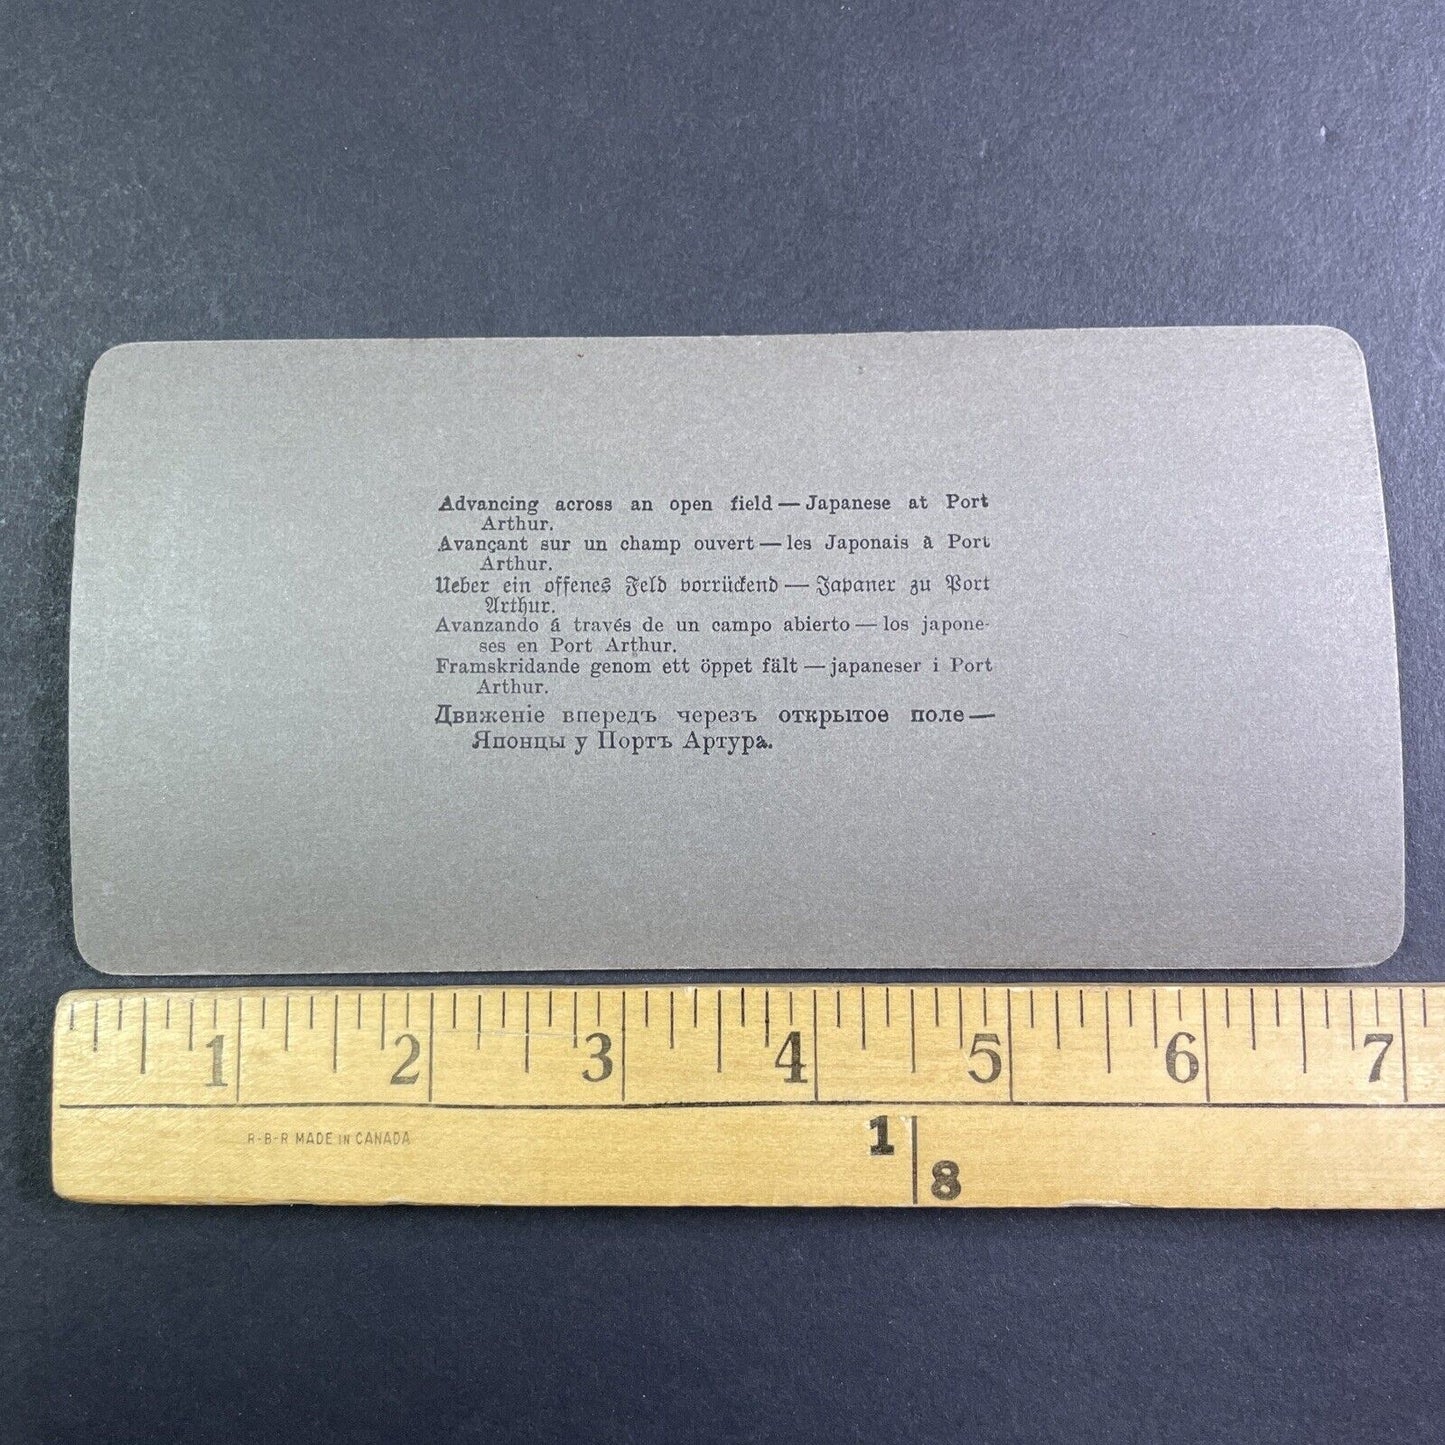 Advancing across an open field — Japanese at Port
Arthur.
Avançant sur un champ ouvert — les Japonais à Port
Arthur.
Ueber ein offenes Feld vorrückend — Japaner zu Port
Arthur.
Avanzando á través de un campo abierto — los japone-
ses en Port Arthur.
Framskridande genom ett öppet fält — japaneser i Port
Arthur.
Движеніе впередъ черезъ открытое поле —
Японцы у Портъ Артура.
1 2 3 4 5 6 7
R-B-R MADE IN CANADA
1
8